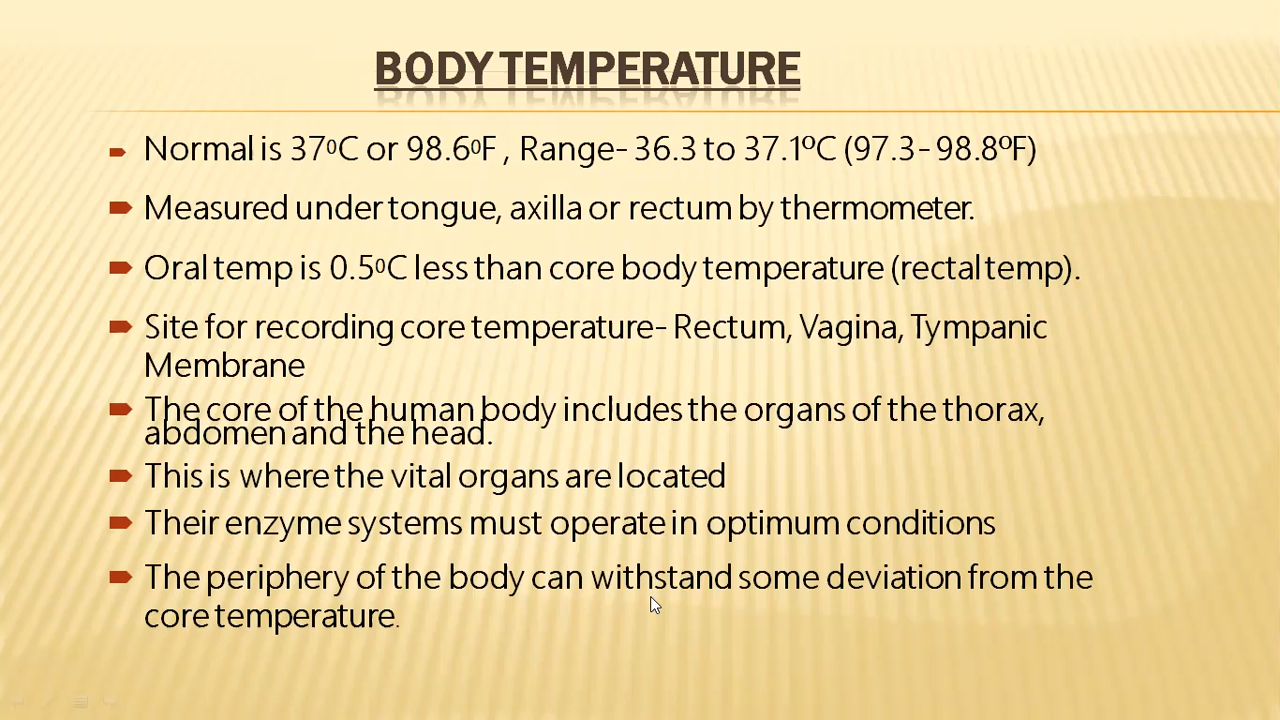 BODY TEMPERATURE
Normal is 37⁰C or 98.6⁰F , Range- 36.3 to 37.1ºC (97.3-98.8ºF)
Measured under tongue, axilla or rectum by thermometer.
Oral temp is 0.5⁰C less than core body temperature (rectal temp).
Site for recording core temperature- Rectum, Vagina, Tympanic
Membrane
The core of the human body includes the organs of the thorax,
abdomen and the head.
This is where the vital organs are located
Their enzyme systems must operate in optimum conditions
The periphery of the body can withstand some deviation from the
core temperature.